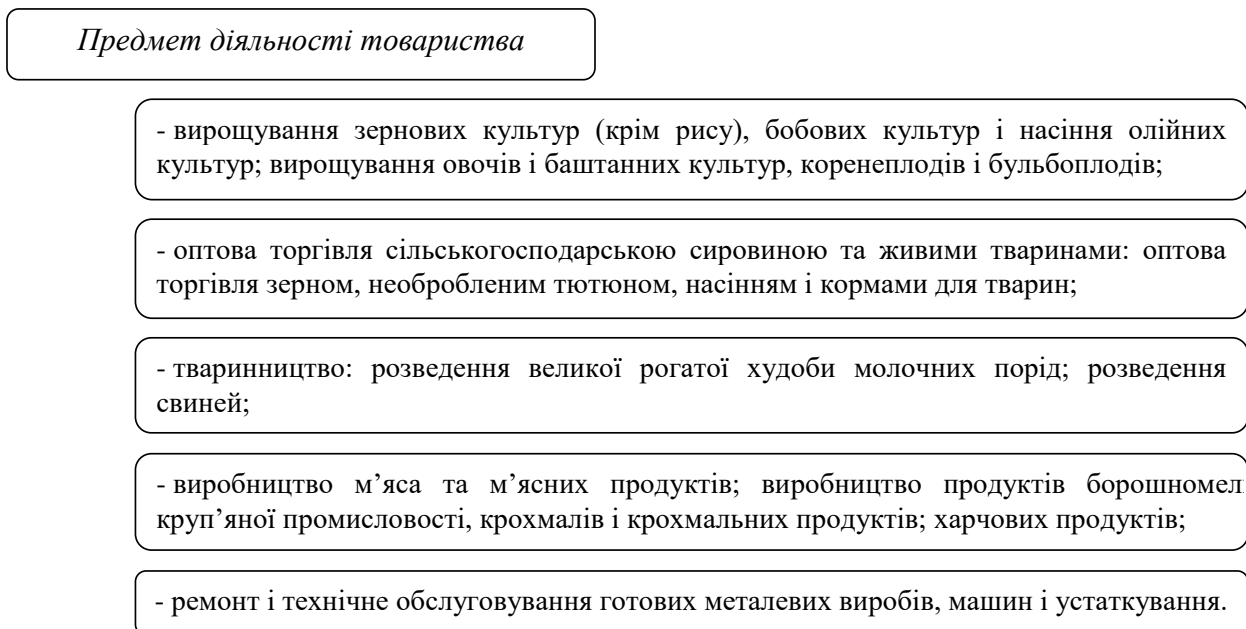 Предмет діяльності товариства
- вирощування зернових культур (крім рису), бобових культур і насіння олійних
культур; вирощування овочів і баштанних культур, коренеплодів і бульбоплодів;
- оптова торгівля сільськогосподарською сировиною та живими тваринами: оптова
торгівля зерном, необробленим тютюном, насінням і кормами для тварин;
- тваринництво: розведення великої рогатої худоби молочних порід; розведення
свиней;
- виробництво м’яса та м’ясних продуктів; виробництво продуктів
круп’яної промисловості, крохмалів і крохмальних продуктів; харчових продуктів;
- ремонт і технічне обслуговування готових металевих виробів, машин і устаткування.